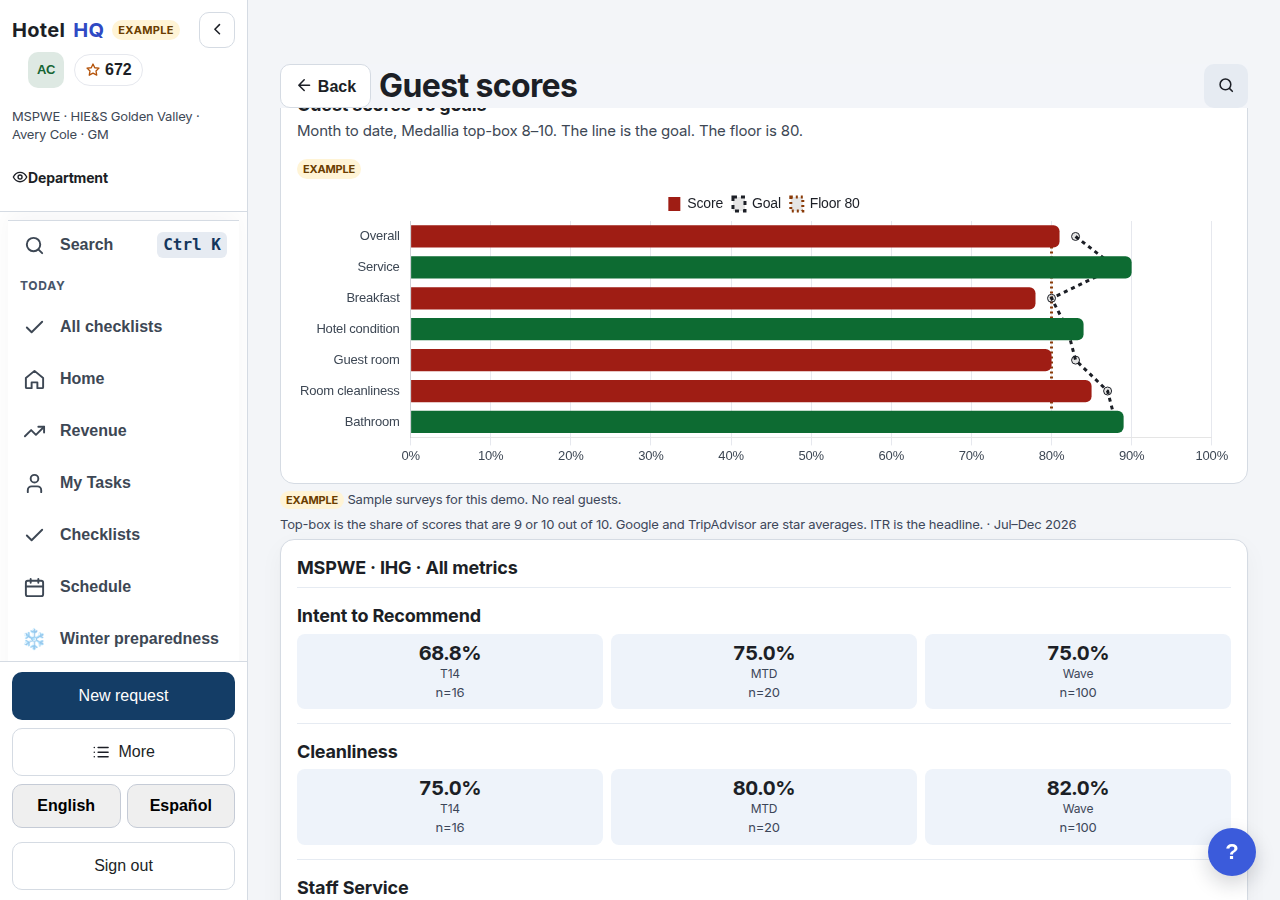 Hotel HQ EXAMPLE
AC
672
MSPWE · HIE&S Golden Valley ·
Avery Cole · GM
Department
Search Ctrl K
TODAY
All checklists
Home
Revenue
My Tasks
Checklists
Schedule
Winter preparedness
New request
More
English Español
Sign out
Back Guest scores
Guest scores vs goals
Month to date, Medallia top-box 8–10. The line is the goal. The floor is 80.
EXAMPLE
Score Goal Floor 80
Overall
Service
Breakfast
Hotel condition
Guest room
Room cleanliness
Bathroom
0% 10% 20% 30% 40% 50% 60% 70% 80% 90% 100%
EXAMPLE Sample surveys for this demo. No real guests.
Top-box is the share of scores that are 9 or 10 out of 10. Google and TripAdvisor are star averages. ITR is the headline. · Jul–Dec 2026
MSPWE · IHG · All metrics
Intent to Recommend
68.8% 75.0% 75.0%
T14 MTD Wave
n=16 n=20 n=100
Cleanliness
75.0% 80.0% 82.0%
T14 MTD Wave
n=16 n=20 n=100
Staff Service
?